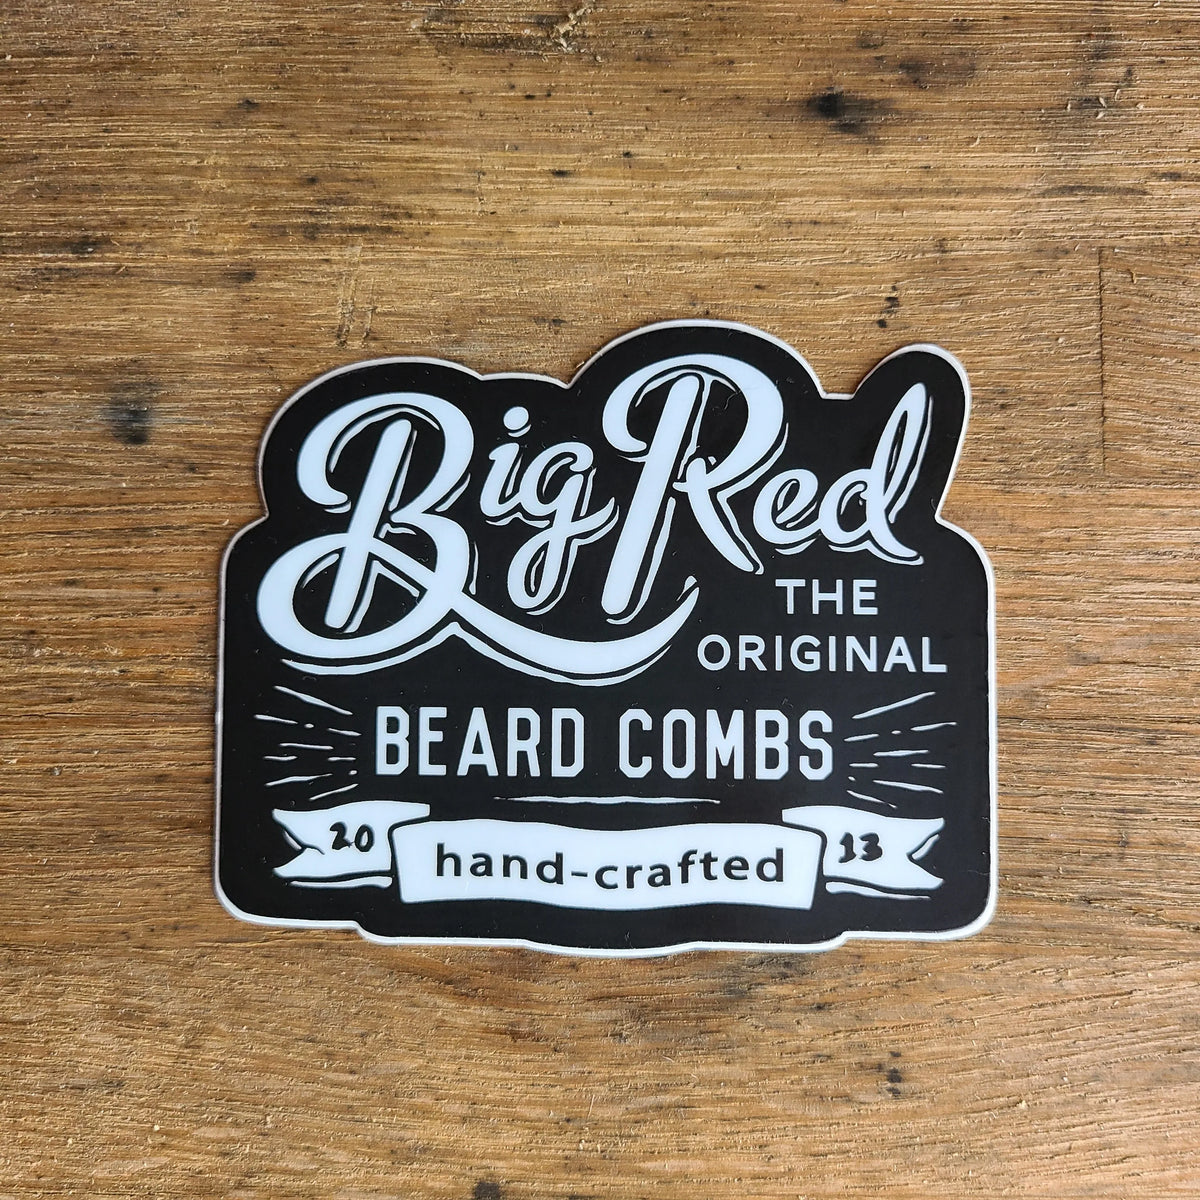 Big Red
THE
ORIGINAL
BEARD COMBS
20 hand-crafted 13